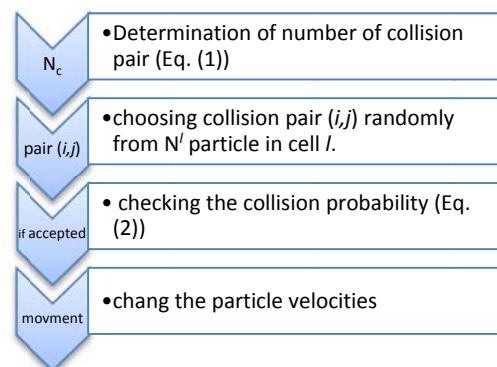 N_c
•Determination of number of collision
pair (Eq. (1))
pair (i,j)
•choosing collision pair (i,j) randomly
from N^l particle in cell l.
if accepted
• checking the collision probability (Eq.
(2))
movment
•chang the particle velocities